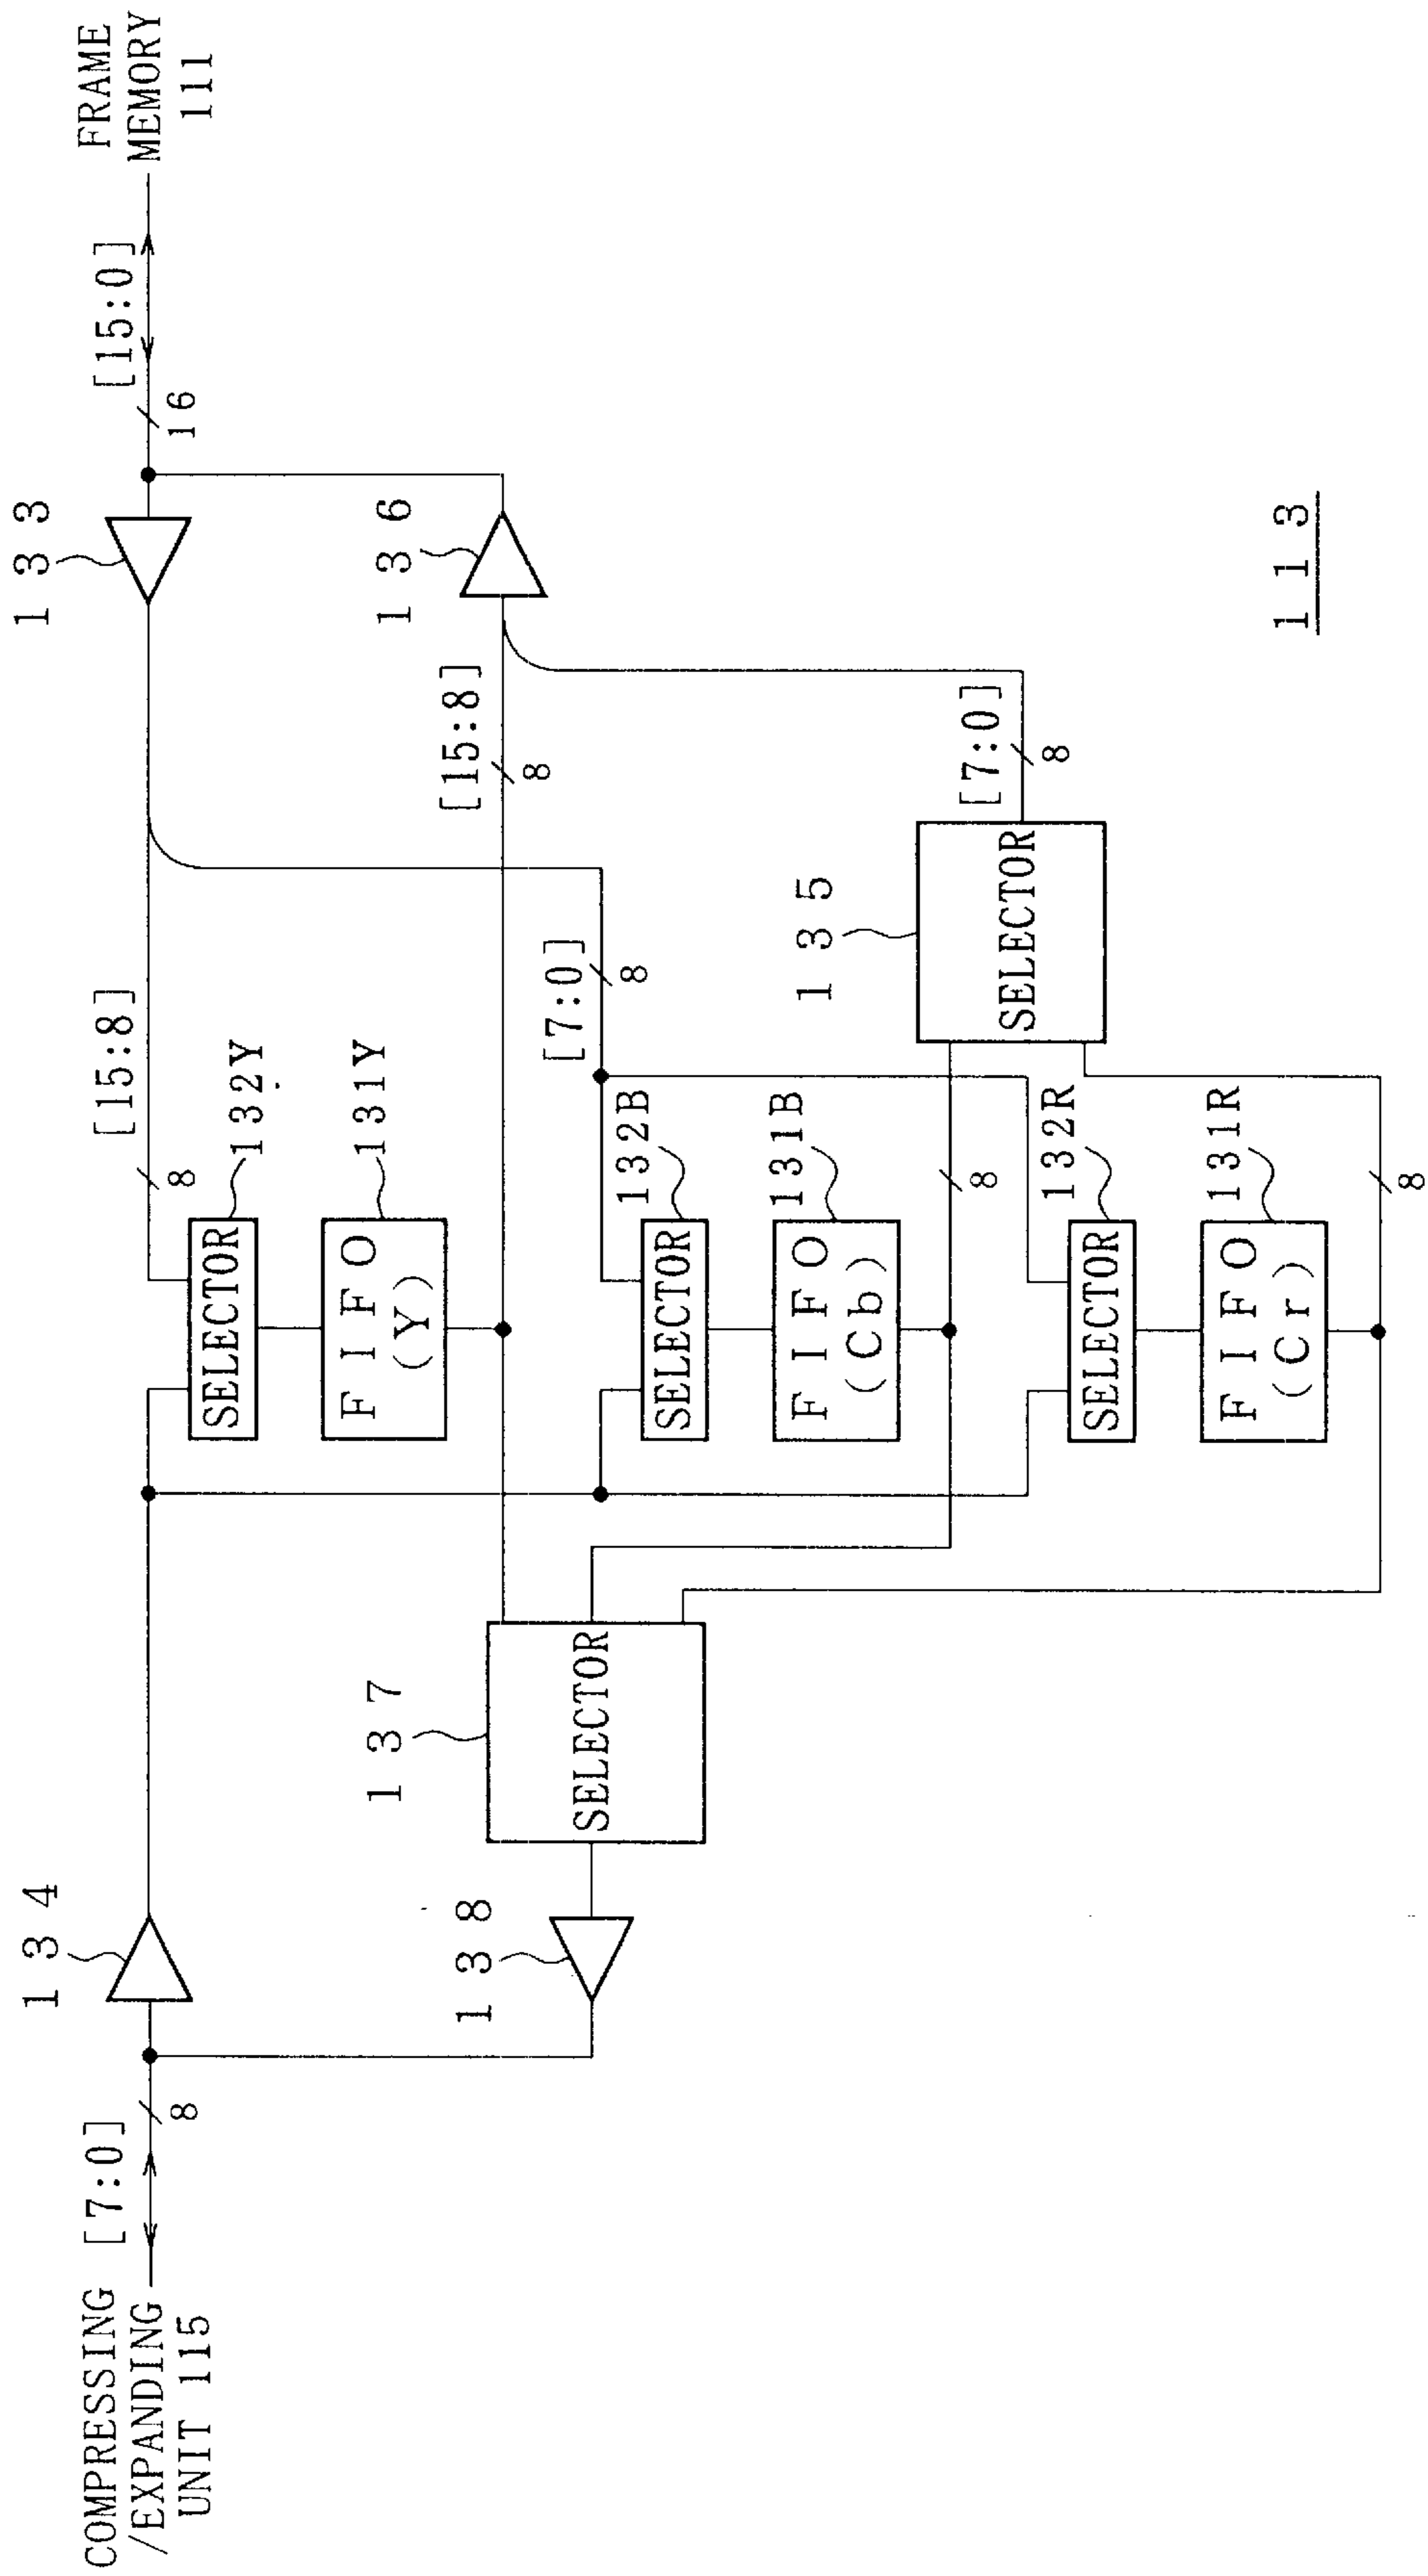 COMPRESSING
/EXPANDING
UNIT 115
[7:0]
8
134
138
137
SELECTOR
[15:8]
8
SELECTOR
132Y
FIFO
(Y)
131Y
[15:8]
8
[7:0]
8
SELECTOR
132B
FIFO
(Cb)
131B
8
SELECTOR
132R
FIFO
(Cr)
131R
8
135
SELECTOR
[7:0]
8
133
136
16
[15:0]
FRAME
MEMORY
111
113